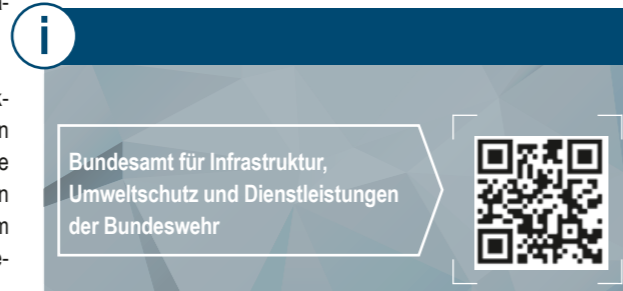 i
Bundesamt für Infrastruktur,
Umweltschutz und Dienstleistungen
der Bundeswehr